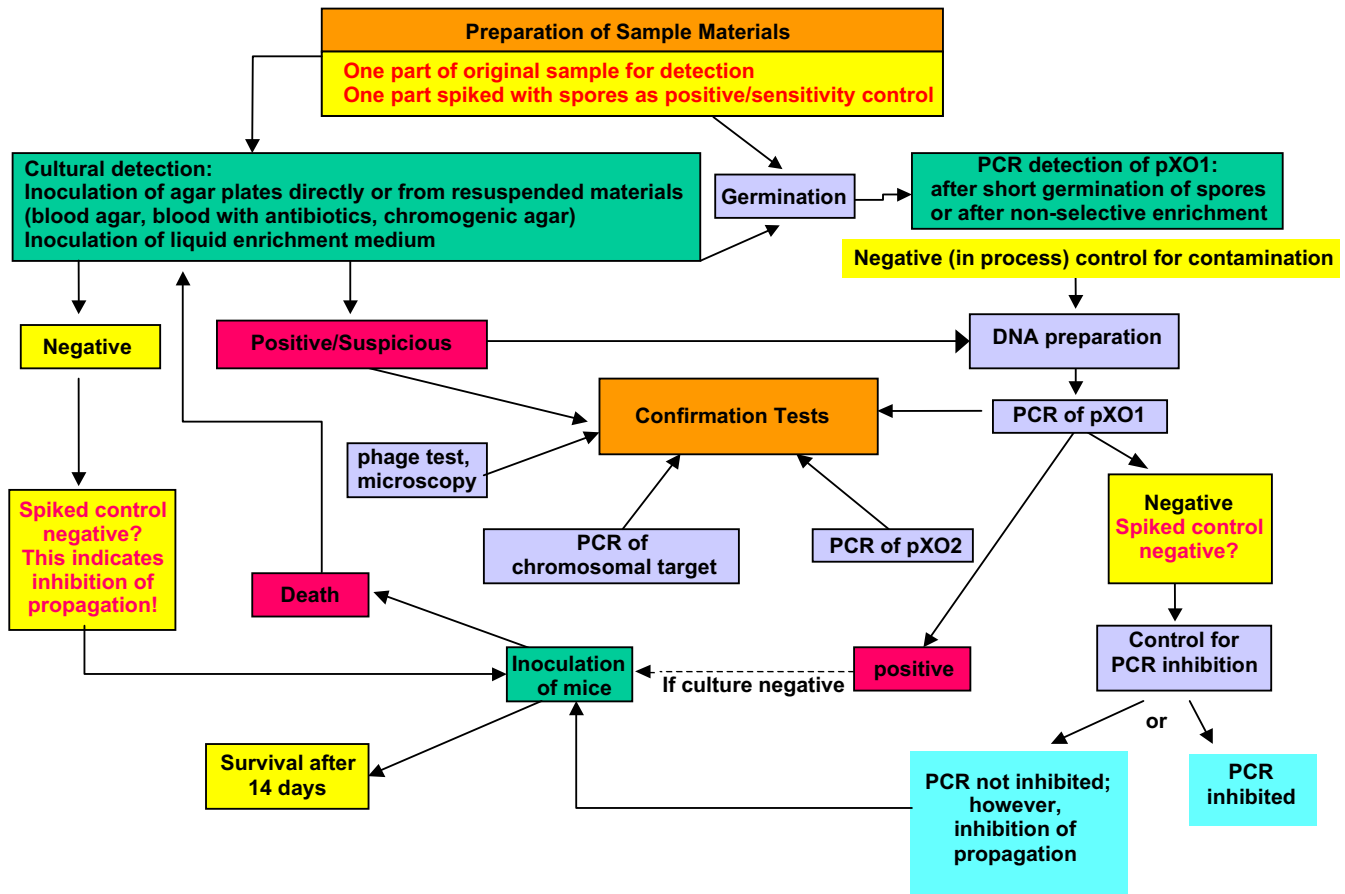 Preparation of Sample Materials
One part of original sample for detection
One part spiked with spores as positive/sensitivity control
Cultural detection:
Inoculation of agar plates directly or from resuspended materials
(blood agar, blood with antibiotics, chromogenic agar)
Inoculation of liquid enrichment medium
Germination
PCR detection of pXO1:
after short germination of spores
or after non-selective enrichment
Negative (in process) control for contamination
Negative
Positive/Suspicious
DNA preparation
Confirmation Tests
PCR of pXO1
phage test,
microscopy
PCR of
chromosomal target
PCR of pXO2
Negative
Spiked control
negative?
Spiked control
negative?
This indicates
inhibition of
propagation!
Death
Inoculation
of mice
If culture negative
positive
Control for
PCR inhibition
or
Survival after
14 days
PCR not inhibited;
however,
inhibition of
propagation
PCR
inhibited